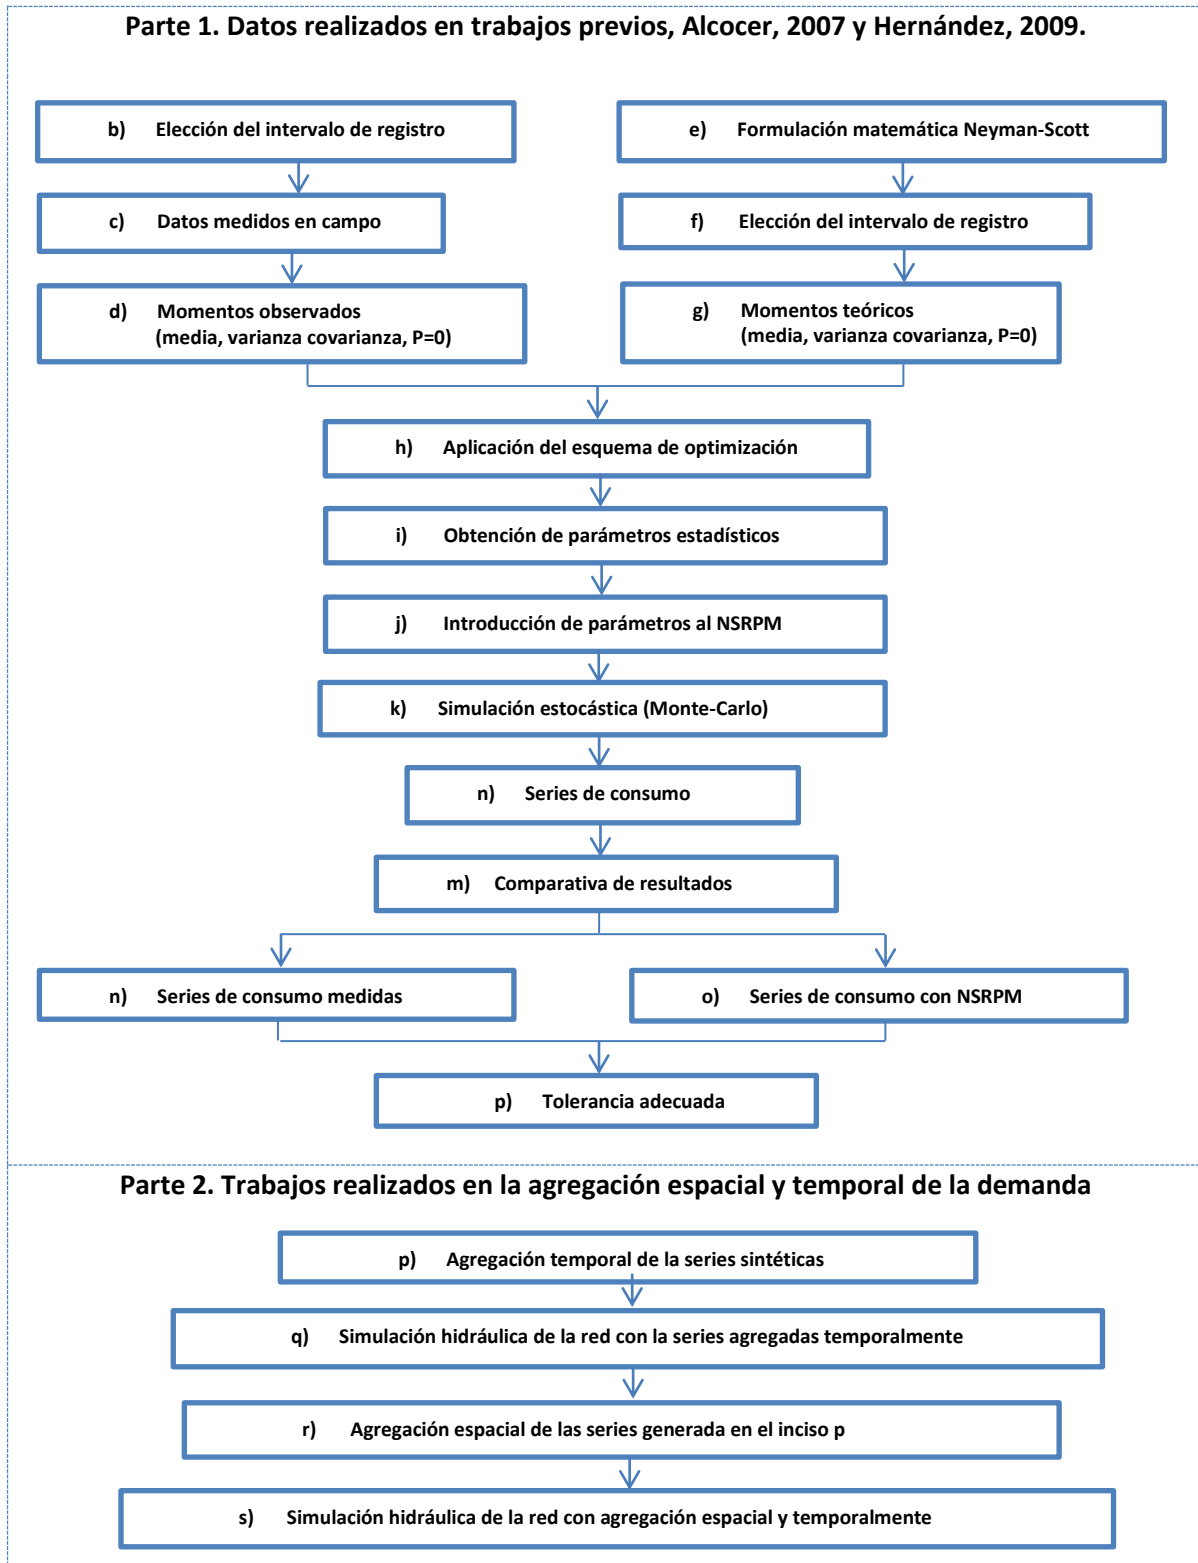 Parte 1. Datos realizados en trabajos previos, Alcocer, 2007 y Hernández, 2009.
b) Elección del intervalo de registro
e) Formulación matemática Neyman-Scott
c) Datos medidos en campo
f) Elección del intervalo de registro
d) Momentos observados
(media, varianza covarianza, P=0)
g) Momentos teóricos
(media, varianza covarianza, P=0)
h) Aplicación del esquema de optimización
i) Obtención de parámetros estadísticos
j) Introducción de parámetros al NSRPM
k) Simulación estocástica (Monte-Carlo)
n) Series de consumo
m) Comparativa de resultados
n) Series de consumo medidas
o) Series de consumo con NSRPM
p) Tolerancia adecuada
Parte 2. Trabajos realizados en la agregación espacial y temporal de la demanda
p) Agregación temporal de la series sintéticas
q) Simulación hidráulica de la red con la series agregadas temporalmente
r) Agregación espacial de las series generada en el inciso p
s) Simulación hidráulica de la red con agregación espacial y temporalmente